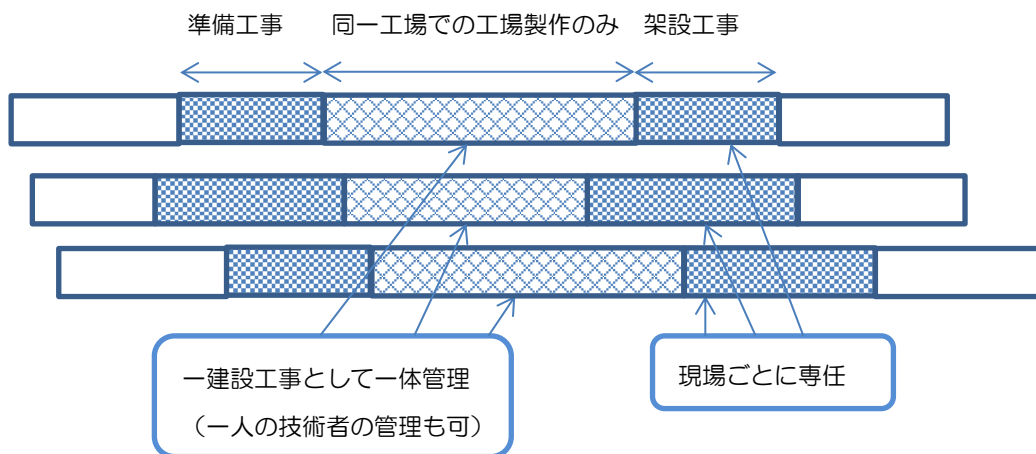 準備工事
同一工場での工場製作のみ
架設工事
一建設工事として一体管理
（一人の技術者の管理も可）
現場ごとに専任